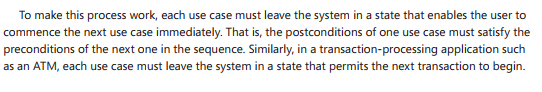 To make this process work, each use case must leave the system in a state that enables the user to
commence the next use case immediately. That is, the postconditions of one use case must satisfy the
preconditions of the next one in the sequence. Similarly, in a transaction-processing application such
as an ATM, each use case must leave the system in a state that permits the next transaction to begin.